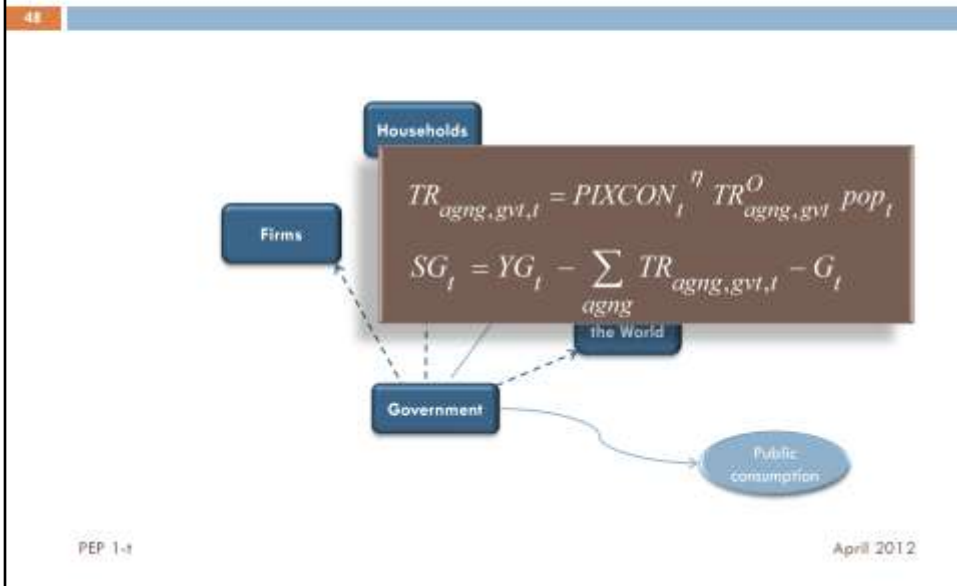 48
Households
TR_{agng,gvt,t} = PIXCON_t^η TR^O_{agng,gvt} pop_t
Firms
SG_t = YG_t − ∑_{agng} TR_{agng,gvt,t} − G_t
the World
Government
Public
consumption
PEP 1-t
April 2012